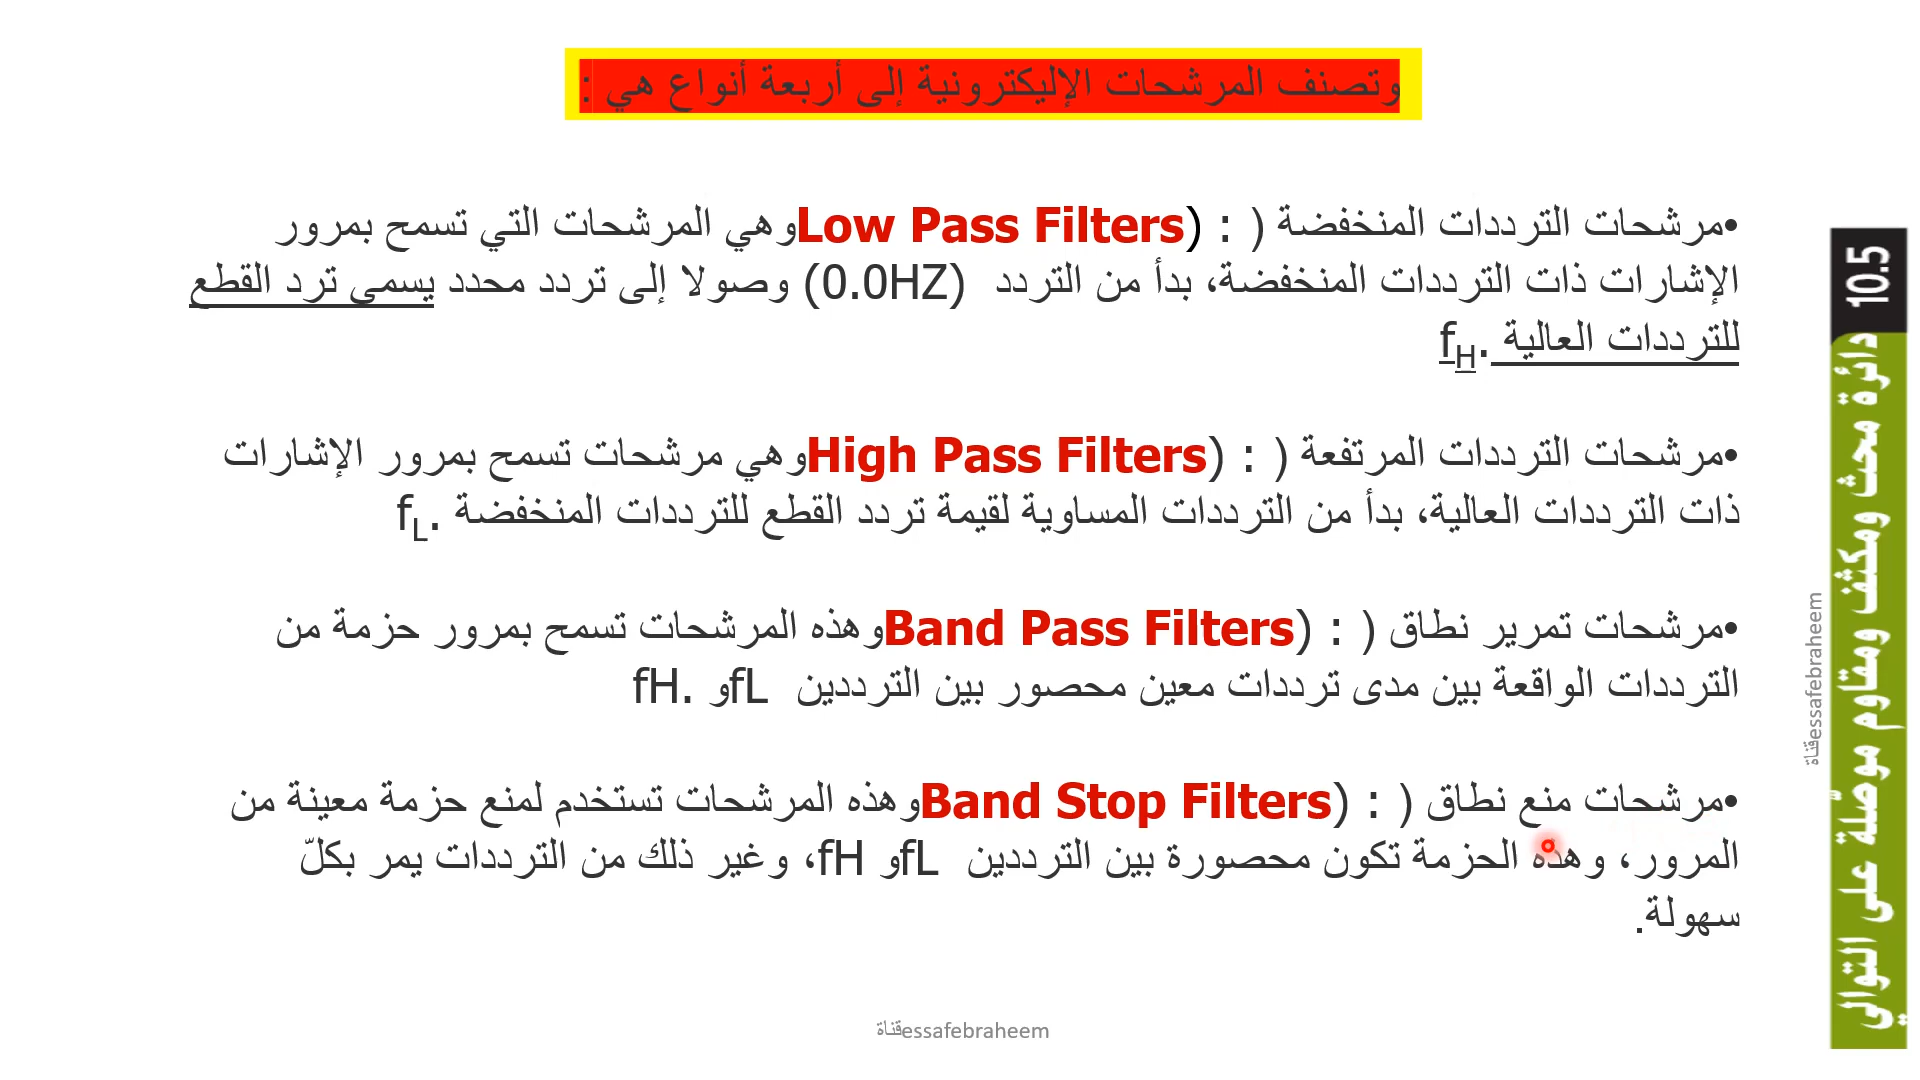 وتصنف المرشحات الإليكترونية إلى أربعة أنواع هي :
•مرشحات الترددات المنخفضة ( Low Pass Filters) : وهي المرشحات التي تسمح بمرور
الإشارات ذات الترددات المنخفضة، بدأ من التردد (0.0HZ) وصولا إلى تردد محدد يسمى ترد القطع
للترددات العالية .fH
•مرشحات الترددات المرتفعة ( High Pass Filters) : وهي مرشحات تسمح بمرور الإشارات
ذات الترددات العالية، بدأ من الترددات المساوية لقيمة تردد القطع للترددات المنخفضة .fL
•مرشحات تمرير نطاق ( Band Pass Filters) : وهذه المرشحات تسمح بمرور حزمة من
الترددات الواقعة بين مدى ترددات معين محصور بين الترددين fLو .fH
•مرشحات منع نطاق ( Band Stop Filters) : وهذه المرشحات تستخدم لمنع حزمة معينة من
المرور، وهذه الحزمة تكون محصورة بين الترددين fLو fH، وغير ذلك من الترددات يمر بكلّ
سهولة.
10.5 دائرة محث ومكثف ومقاوم موصّلة على التوالي
قناةessafebraheem
قناةessafebraheem